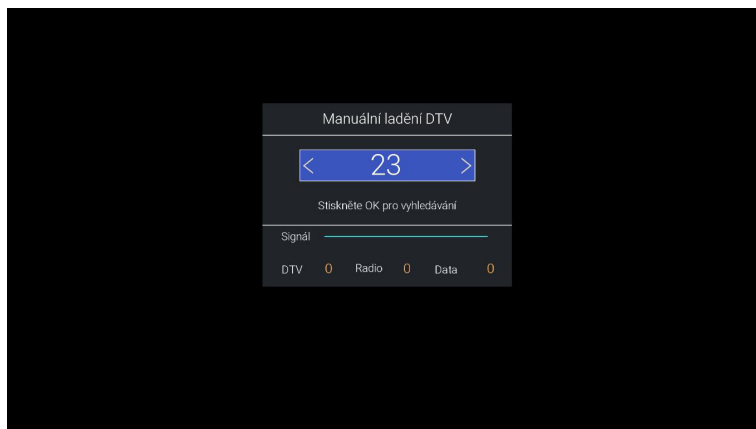 Manuální ladění DTV
< 23 >
Stiskněte OK pro vyhledávání
Signál
DTV 0 Radio 0 Data 0